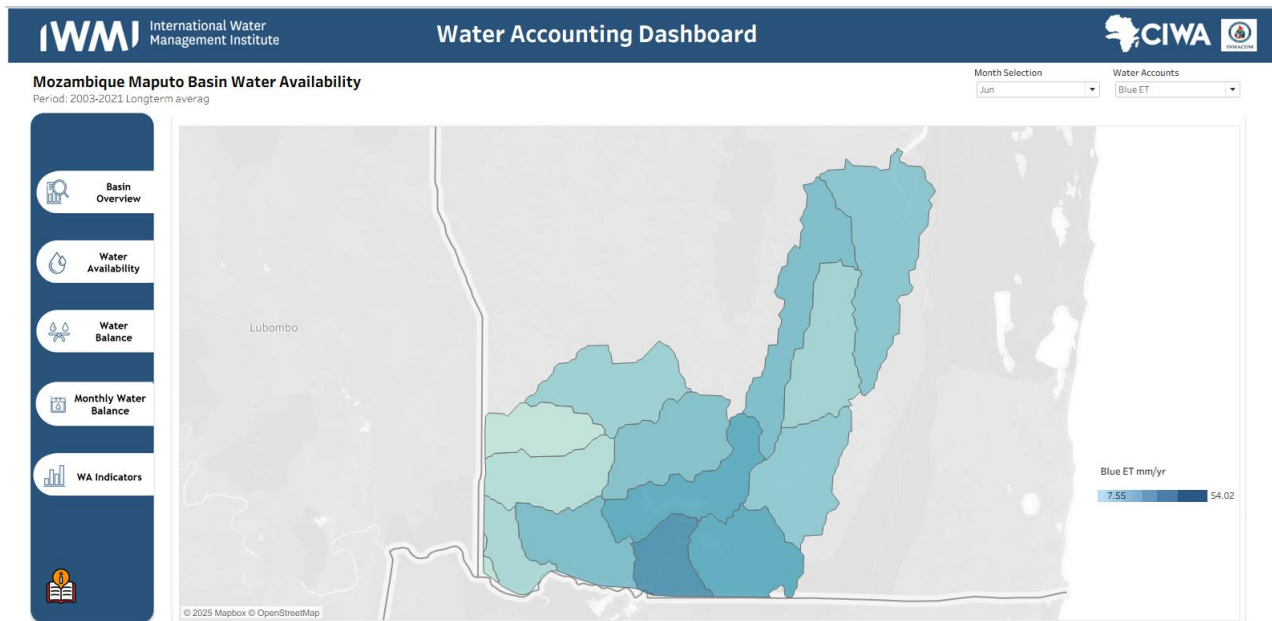 IWMI
International Water
Management Institute
Water Accounting Dashboard
CIWA
INMACOM
Mozambique Maputo Basin Water Availability
Period: 2003-2021 Longterm averag
Month Selection
Jun
Water Accounts
Blue ET
Basin
Overview
Water
Availability
Water
Balance
Monthly Water
Balance
WA Indicators
Lubombo
Blue ET mm/yr
7.55
54.02
© 2025 Mapbox © OpenStreetMap